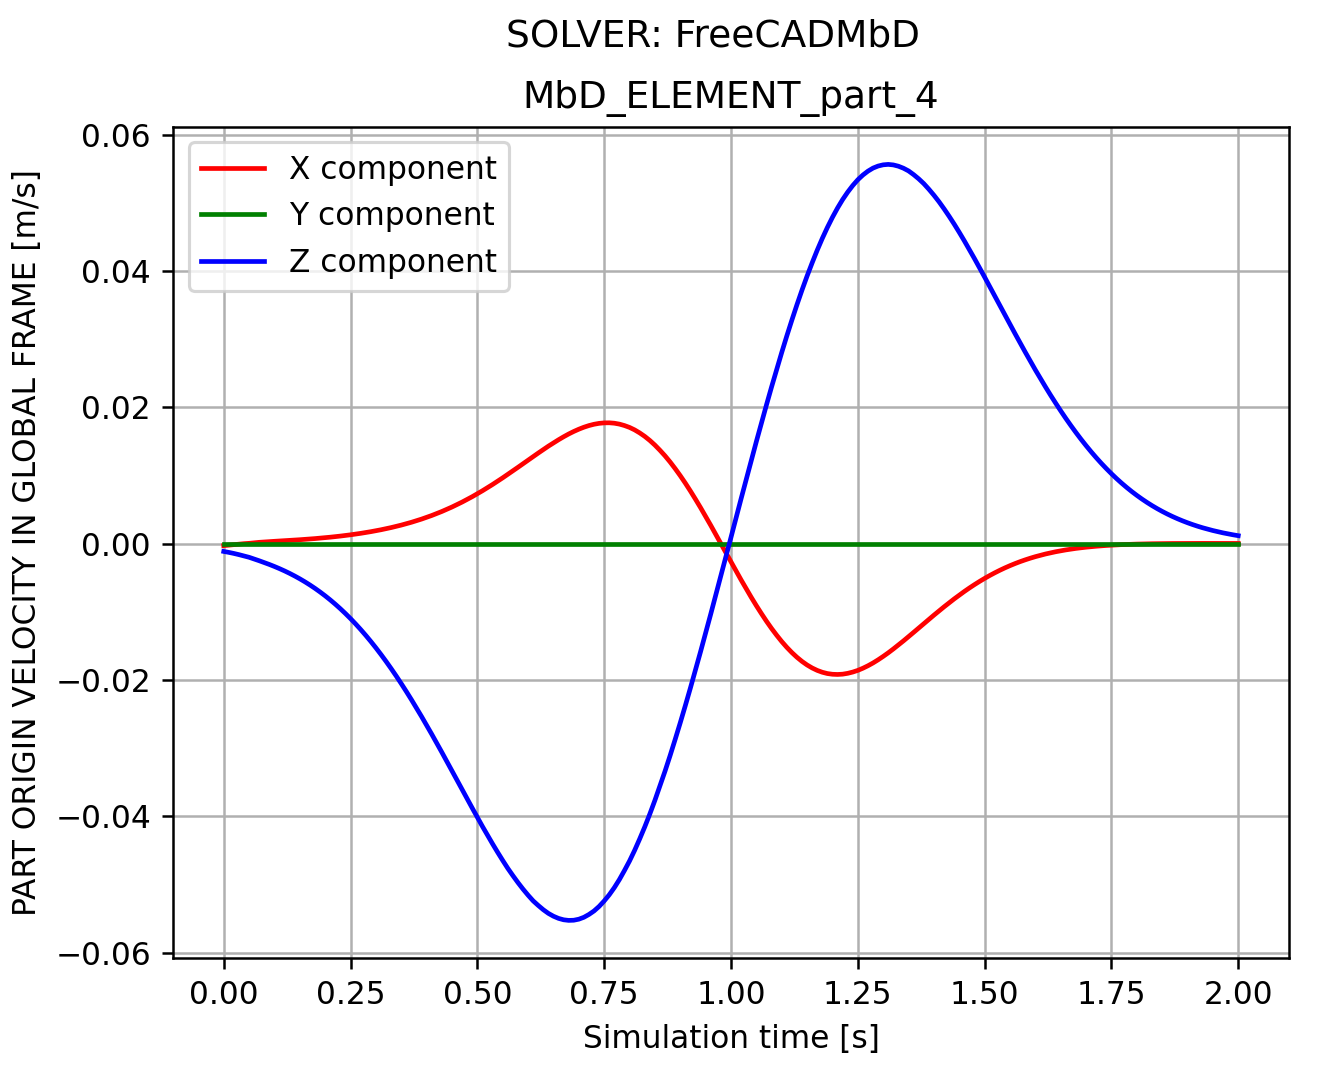 SOLVER: FreeCADMbD
MbD_ELEMENT_part_4
PART ORIGIN VELOCITY IN GLOBAL FRAME [m/s]
0.06
0.04
0.02
0.00
−0.02
−0.04
−0.06
X component
Y component
Z component
0.00 0.25 0.50 0.75 1.00 1.25 1.50 1.75 2.00
Simulation time [s]